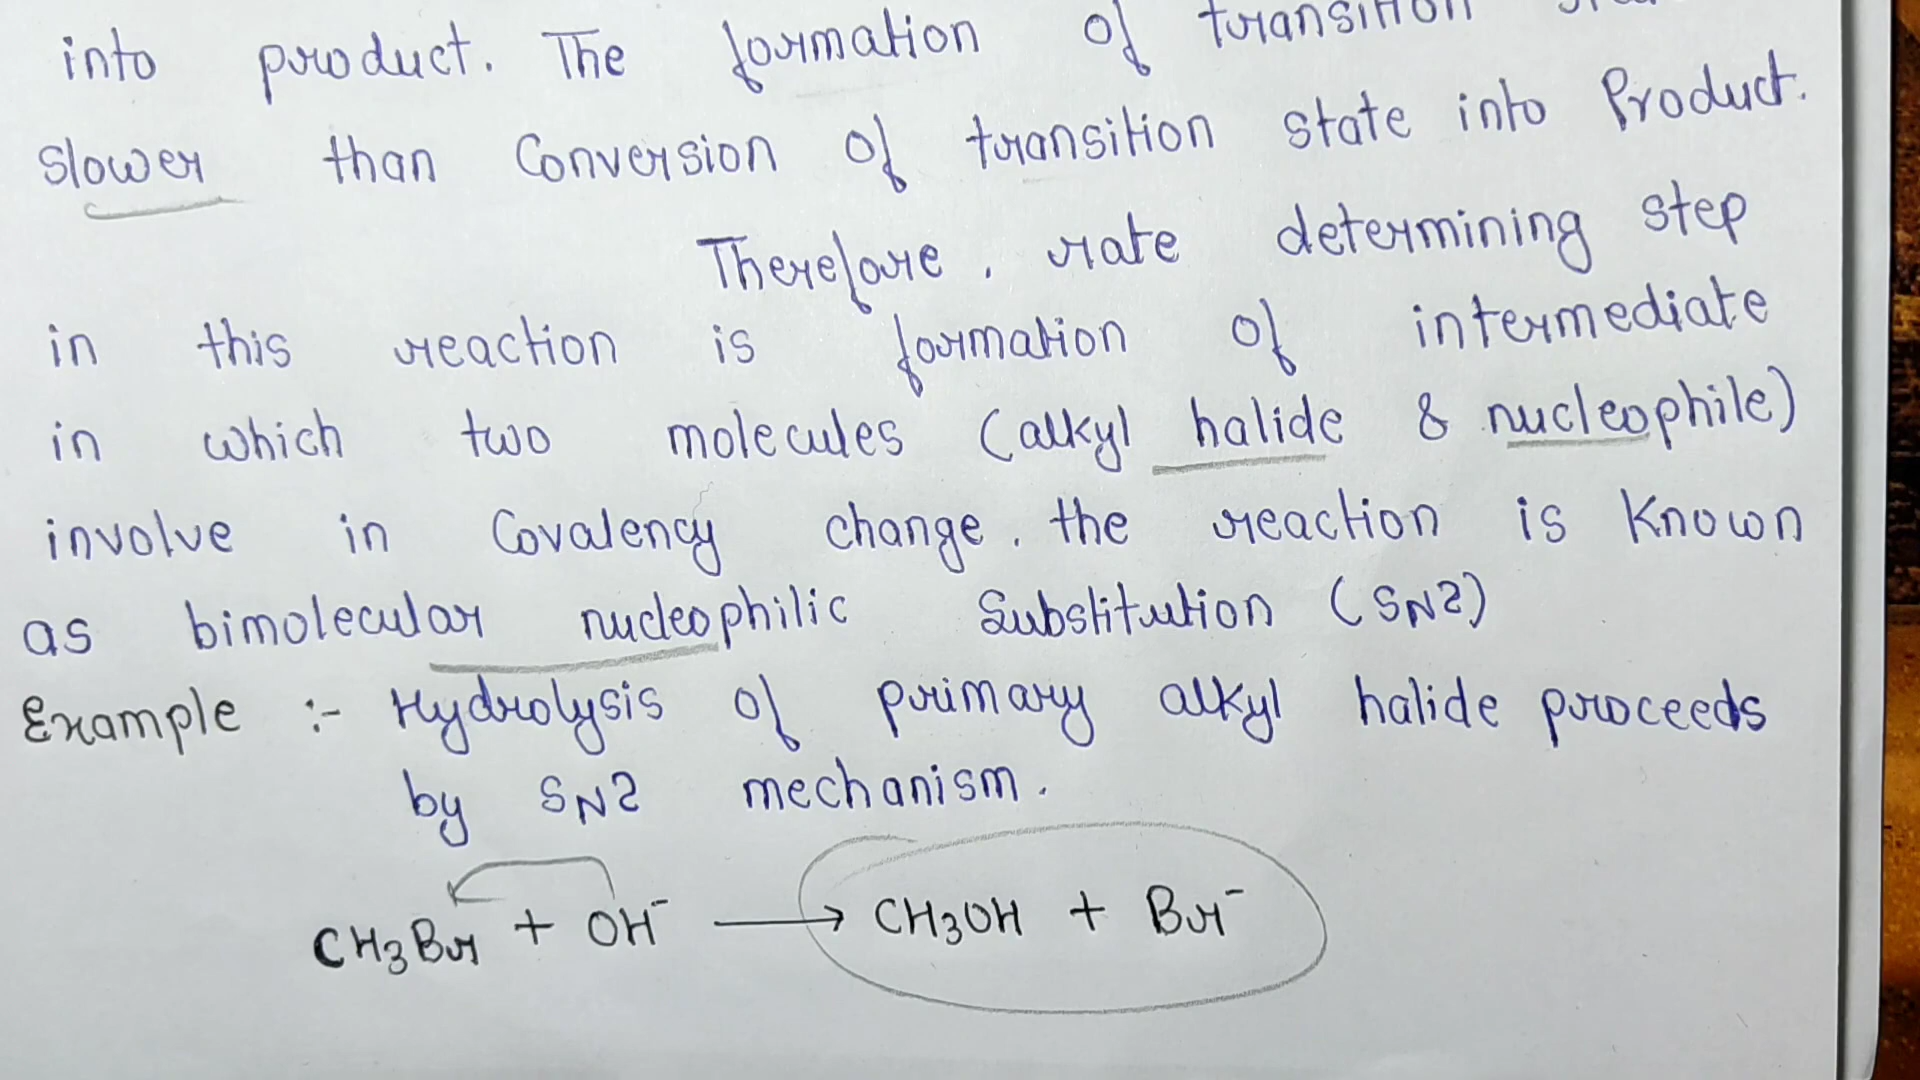 into product. The formation of transition
slower than Conversion of transition state into Product.
Therefore, rate determining step
in this reaction is formation of intermediate
in which two molecules (alkyl halide & nucleophile)
involve in Covalency change. the reaction is Known
as bimolecular nucleophilic Substitution (SN2)
Example :- Hydrolysis of primary alkyl halide proceeds
by SN2 mechanism.
CH3Br + OH⁻ → CH3OH + Br⁻